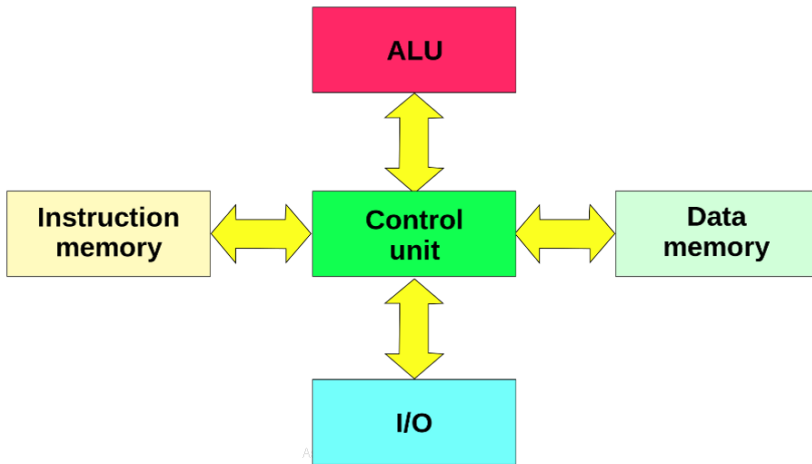 ALU
Instruction
memory
Control
unit
Data
memory
I/O